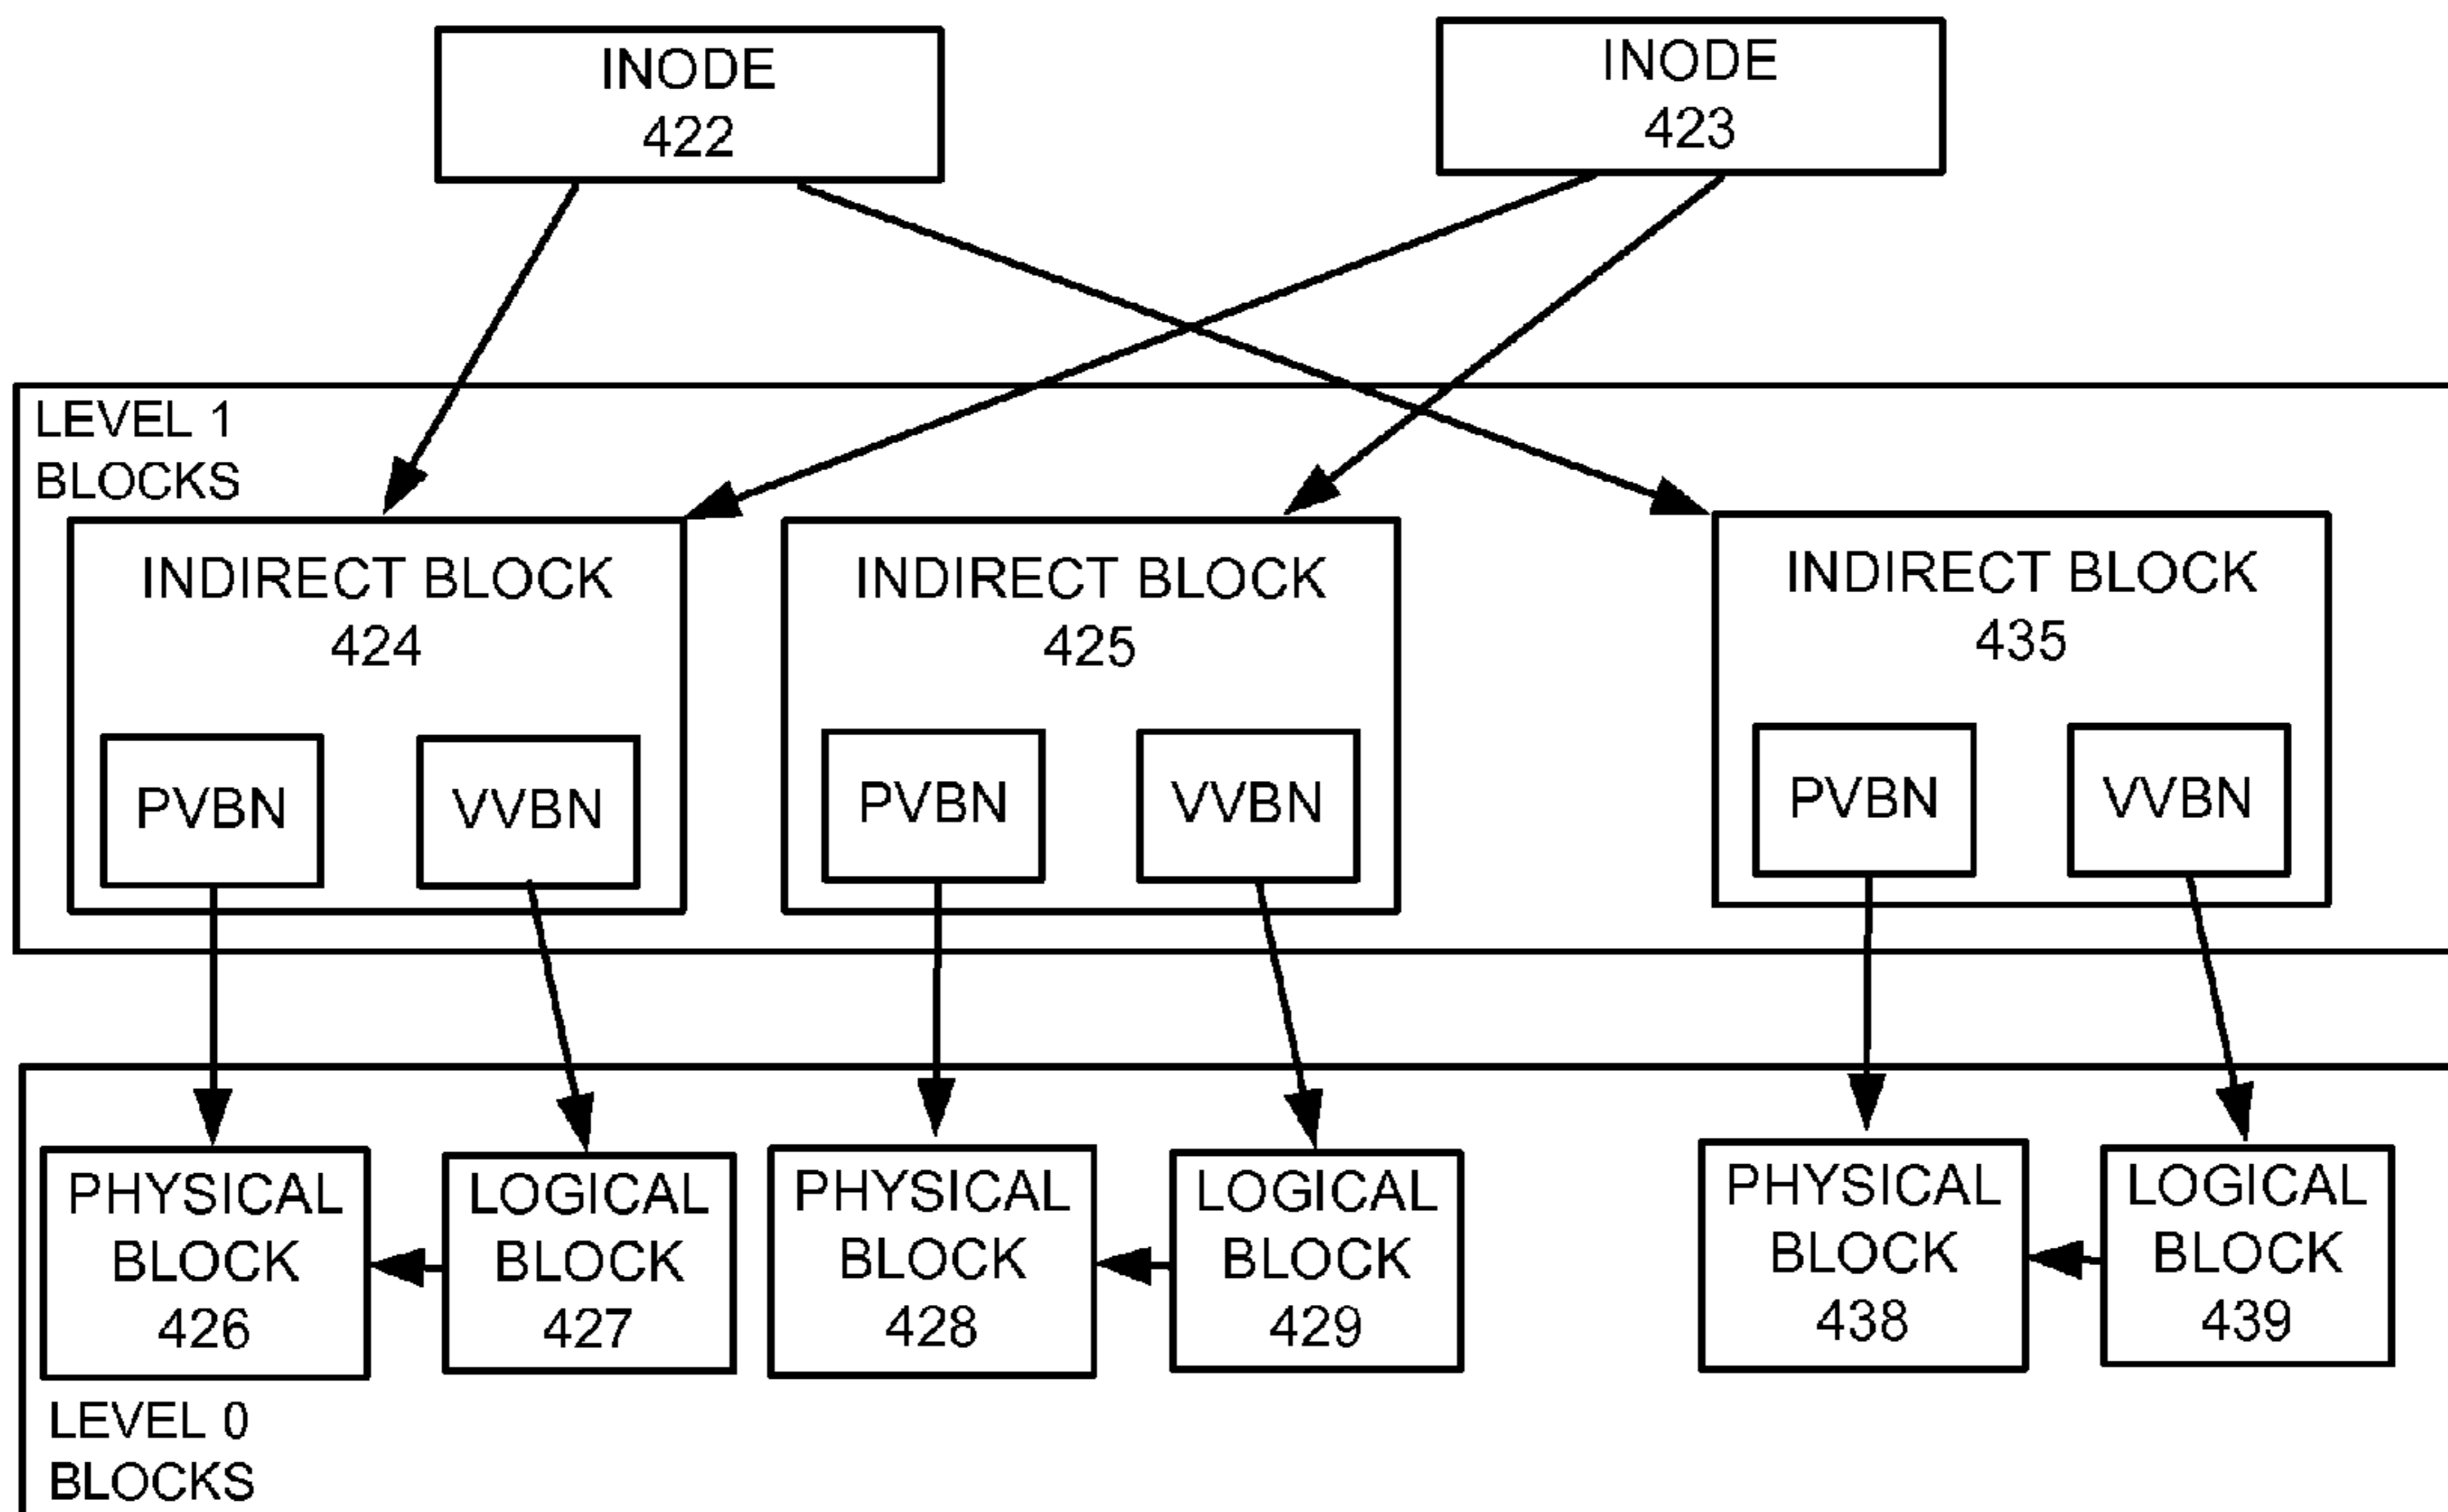 INODE
422
INODE
423
LEVEL 1
BLOCKS
INDIRECT BLOCK
424
INDIRECT BLOCK
425
INDIRECT BLOCK
435
PVBN
VVBN
PVBN
VVBN
PVBN
VVBN
PHYSICAL
BLOCK
426
LOGICAL
BLOCK
427
PHYSICAL
BLOCK
428
LOGICAL
BLOCK
429
PHYSICAL
BLOCK
438
LOGICAL
BLOCK
439
LEVEL 0
BLOCKS